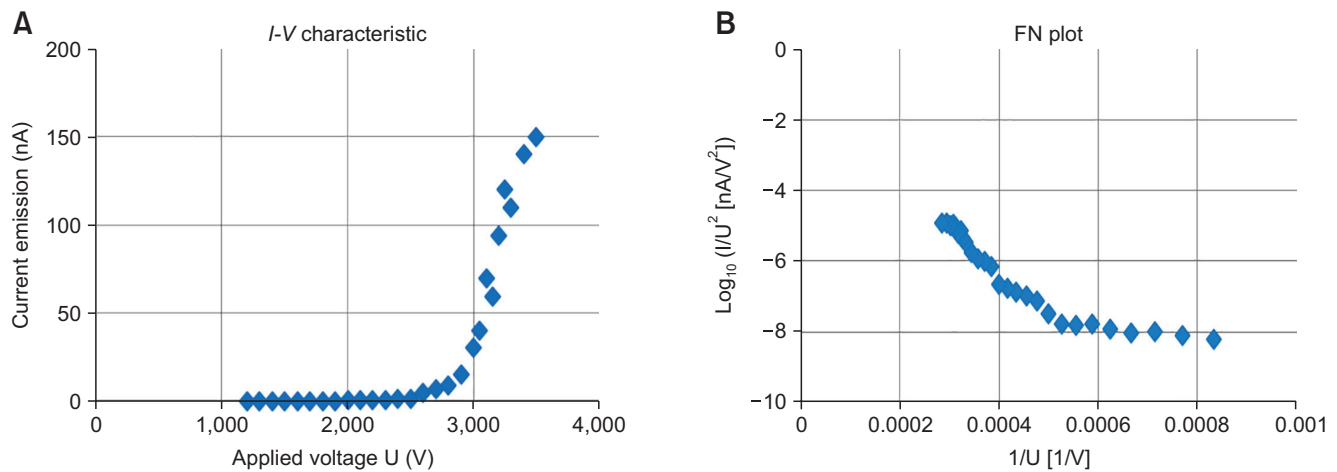 A
I-V characteristic
200
150
100
50
0
Current emission (nA)
0
1,000
2,000
3,000
4,000
Applied voltage U (V)
B
FN plot
0
−2
−4
−6
−8
−10
Log₁₀ (I/U² [nA/V²])
0
0.0002
0.0004
0.0006
0.0008
0.001
1/U [1/V]